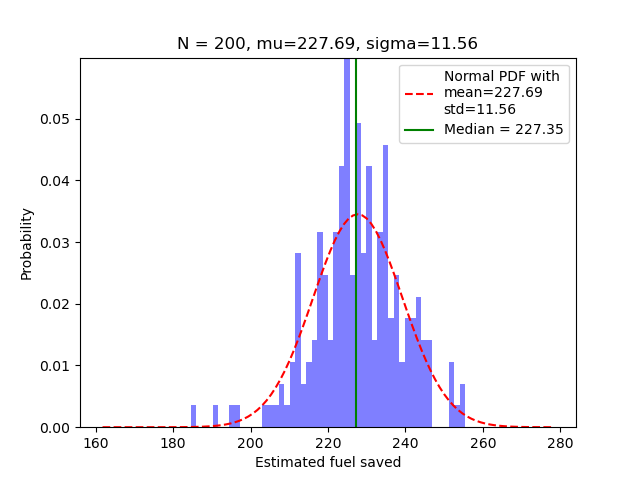 N = 200, mu=227.69, sigma=11.56
Normal PDF with
mean=227.69
std=11.56
Median = 227.35
Probability
0.05
0.04
0.03
0.02
0.01
0.00
160 180 200 220 240 260 280
Estimated fuel saved